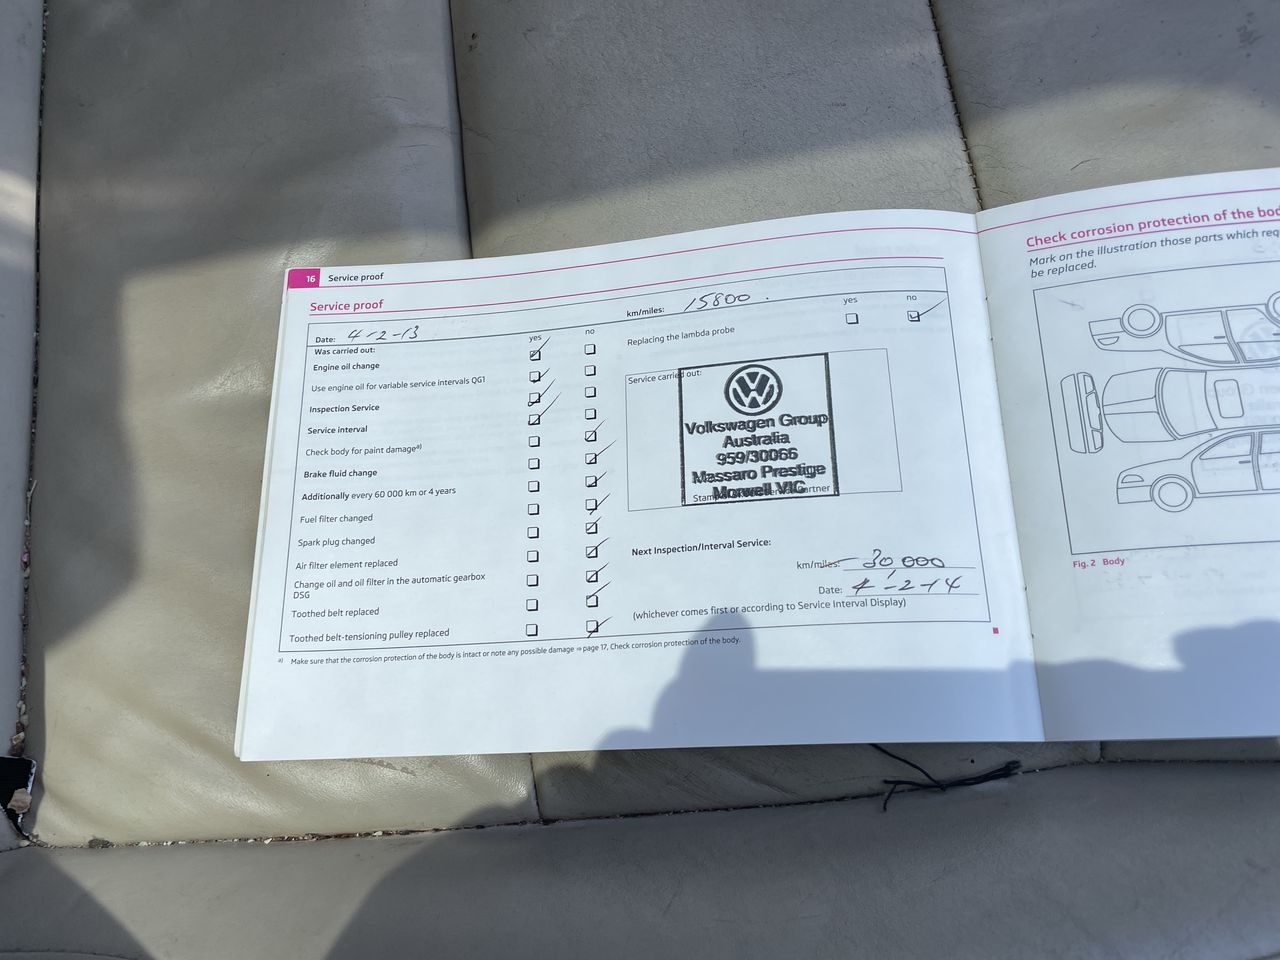 16 Service proof
Service proof
Date: 4-2-13
km/miles: 15800.
Was carried out:
yes no
Engine oil change
Use engine oil for variable service intervals QG1
Inspection Service
Service interval
Check body for paint damage a)
Brake fluid change
Additionally every 60 000 km or 4 years
Fuel filter changed
Spark plug changed
Air filter element replaced
Change oil and oil filter in the automatic gearbox
DSG
Toothed belt replaced
Toothed belt-tensioning pulley replaced
yes no
Replacing the lambda probe
Service carried out:
VW
Volkswagen Group
Australia
959/30066
Massaro Prestige
Morwell VIC
Next Inspection/Interval Service:
km/miles: 30,000
Date: 4-2-14
(whichever comes first or according to Service Interval Display)
a) Make sure that the corrosion protection of the body is intact or note any possible damage ⇒ page 17, Check corrosion protection of the body.
Check corrosion protection of the
Mark on the illustration those parts which
be replaced.
Fig. 2 Body